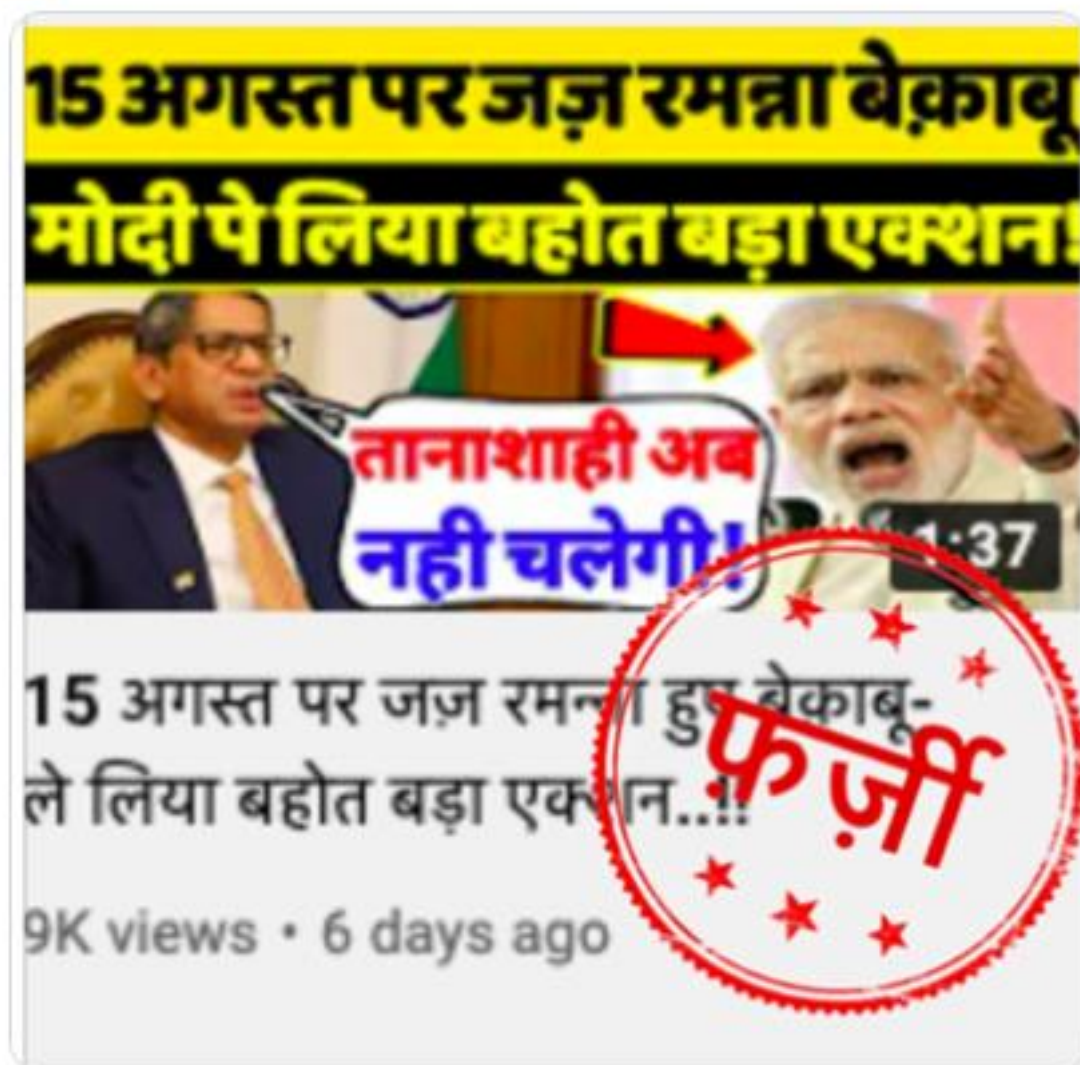 15 अगस्त पर जज़ रमन्ना बेक़ाबू
मोदी पे लिया बहोत बड़ा एक्शन!
तानाशाही अब
नही चलेगी!!
1:37
15 अगस्त पर जज़ रमन्ना हुए बेकाबू-
ले लिया बहोत बड़ा एक्शन..!!
9K views • 6 days ago
फ़र्ज़ी